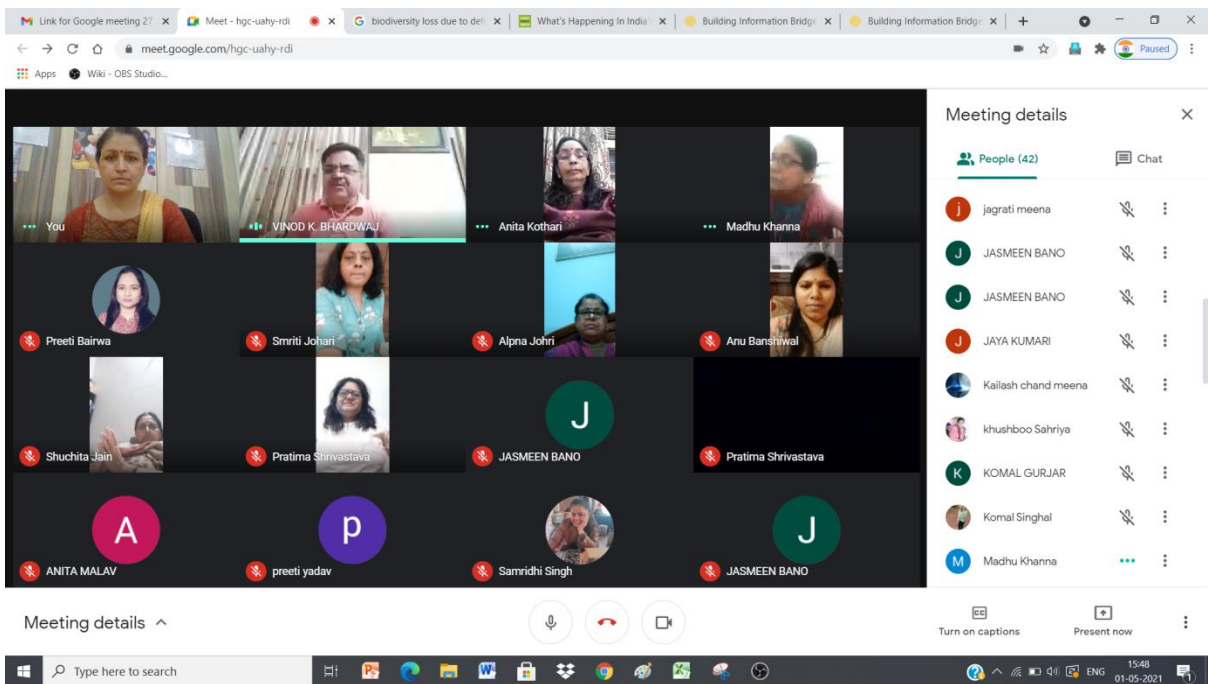 Link for Google meeting 27
Meet - hgc-uahy-rdi
biodiversity loss due to def
What's Happening In India'
Building Information Bridge
Building Information Bridge
meet.google.com/hgc-uahy-rdi
Paused
Apps
Wiki - OBS Studio...
Meeting details
People (42)
Chat
You
VINOD K. BHARDWAJ
Anita Kothari
Madhu Khanna
Preeti Bairwa
Smriti Johari
Alpna Johri
Anu Banshiwal
Shuchita Jain
Pratima Shrivastava
J
JASMEEN BANO
Pratima Shrivastava
A
ANITA MALAV
p
preeti yadav
Samridhi Singh
J
JASMEEN BANO
j jagrati meena
J JASMEEN BANO
J JASMEEN BANO
J JAYA KUMARI
Kailash chand meena
khushboo Sahriya
K KOMAL GURJAR
Komal Singhal
M Madhu Khanna
Meeting details
CC
Turn on captions
Present now
Type here to search
ENG
15:48
01-05-2021